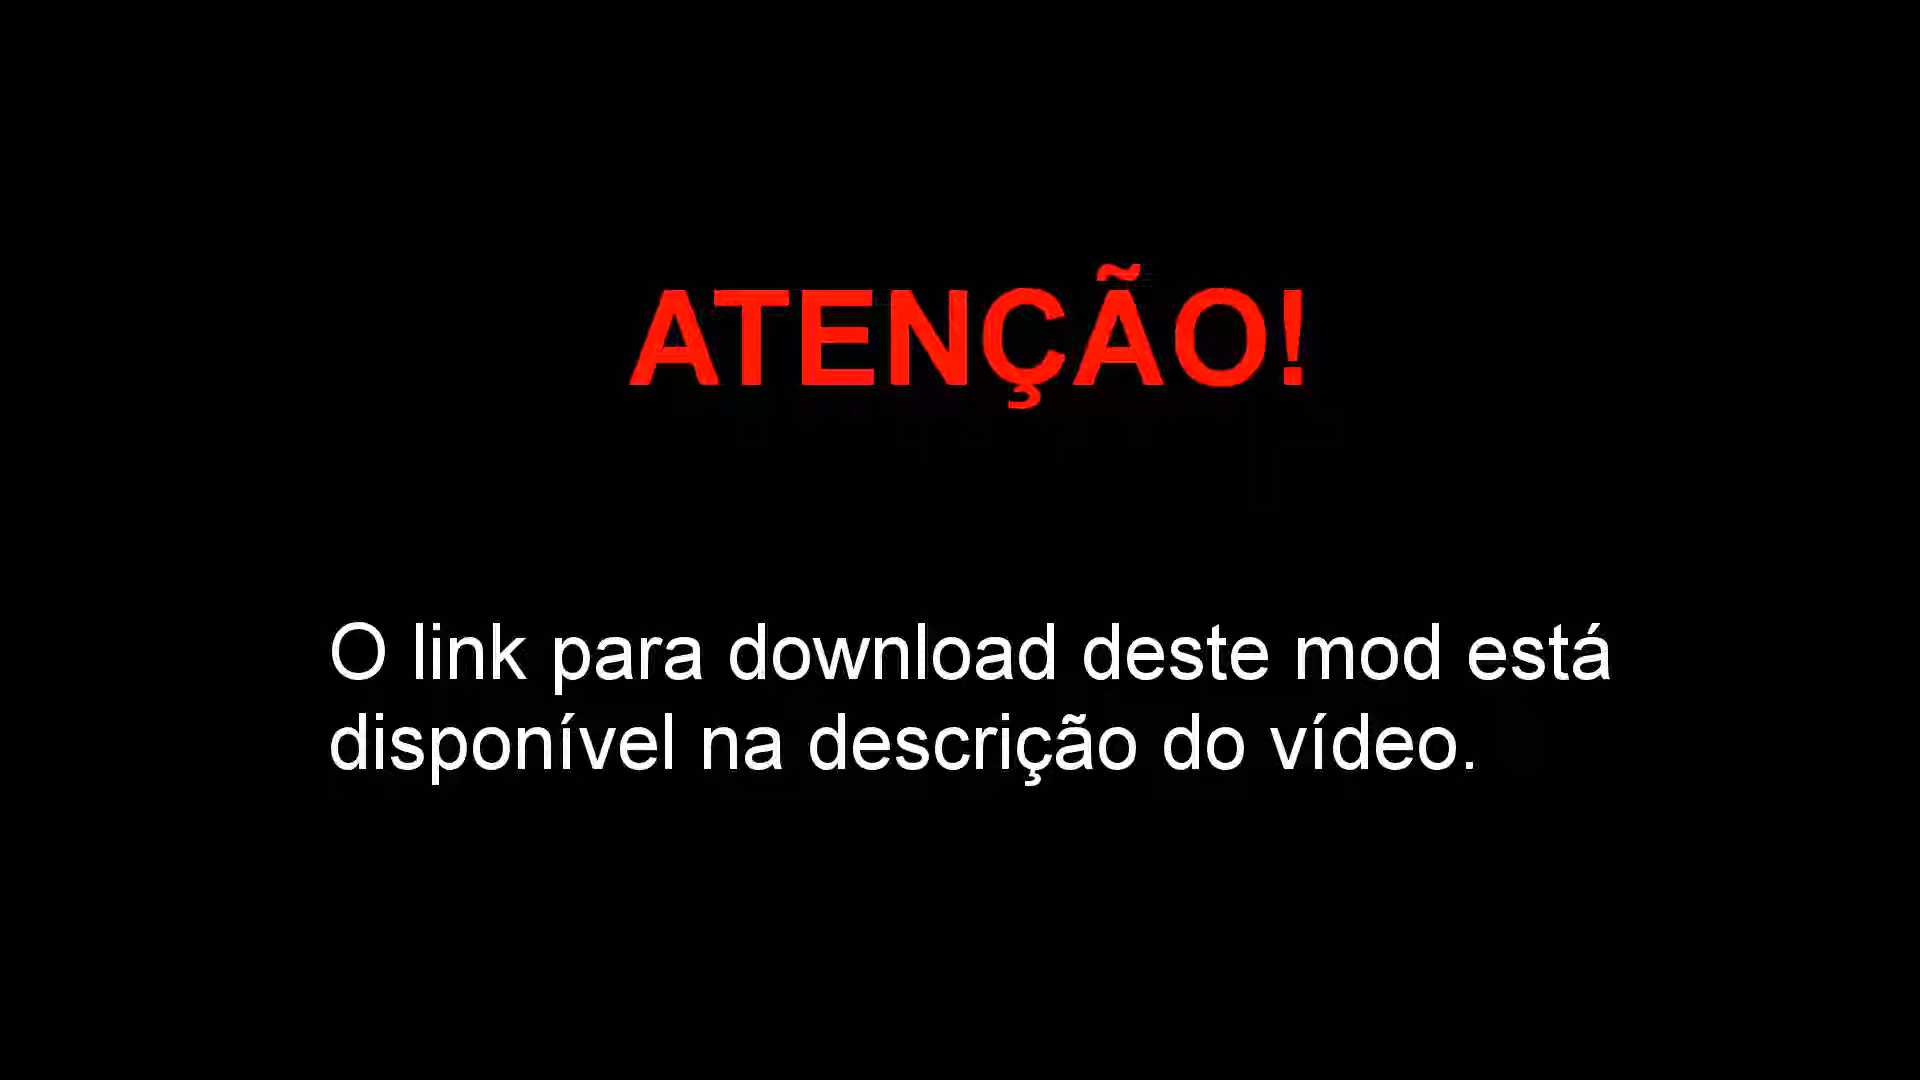 ATENÇÃO!
O link para download deste mod está
disponível na descrição do vídeo.